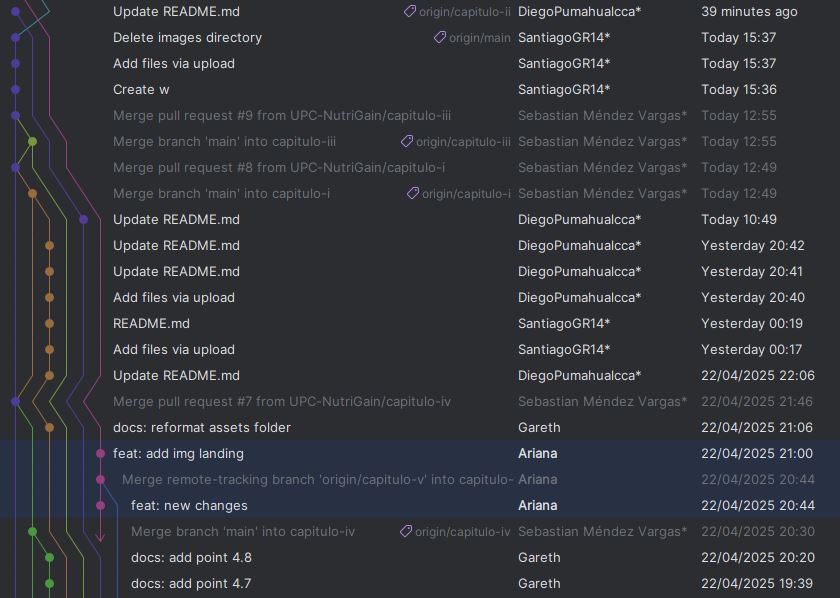 Update README.md origin/capitulo-ii DiegoPumahualcca* 39 minutes ago
Delete images directory origin/main SantiagoGR14* Today 15:37
Add files via upload SantiagoGR14* Today 15:37
Create w SantiagoGR14* Today 15:36
Merge pull request #9 from UPC-NutriGain/capitulo-iii Sebastian Méndez Vargas* Today 12:55
Merge branch 'main' into capitulo-iii origin/capitulo-iii Sebastian Méndez Vargas* Today 12:55
Merge pull request #8 from UPC-NutriGain/capitulo-i Sebastian Méndez Vargas* Today 12:49
Merge branch 'main' into capitulo-i origin/capitulo-i Sebastian Méndez Vargas* Today 12:49
Update README.md DiegoPumahualcca* Today 10:49
Update README.md DiegoPumahualcca* Yesterday 20:42
Update README.md DiegoPumahualcca* Yesterday 20:41
Add files via upload DiegoPumahualcca* Yesterday 20:40
README.md SantiagoGR14* Yesterday 00:19
Add files via upload SantiagoGR14* Yesterday 00:17
Update README.md DiegoPumahualcca* 22/04/2025 22:06
Merge pull request #7 from UPC-NutriGain/capitulo-iv Sebastian Méndez Vargas* 22/04/2025 21:46
docs: reformat assets folder Gareth 22/04/2025 21:06
feat: add img landing Ariana 22/04/2025 21:00
Merge remote-tracking branch 'origin/capitulo-v' into capitulo- Ariana 22/04/2025 20:44
feat: new changes Ariana 22/04/2025 20:44
Merge branch 'main' into capitulo-iv origin/capitulo-iv Sebastian Méndez Vargas* 22/04/2025 20:30
docs: add point 4.8 Gareth 22/04/2025 20:20
docs: add point 4.7 Gareth 22/04/2025 19:39